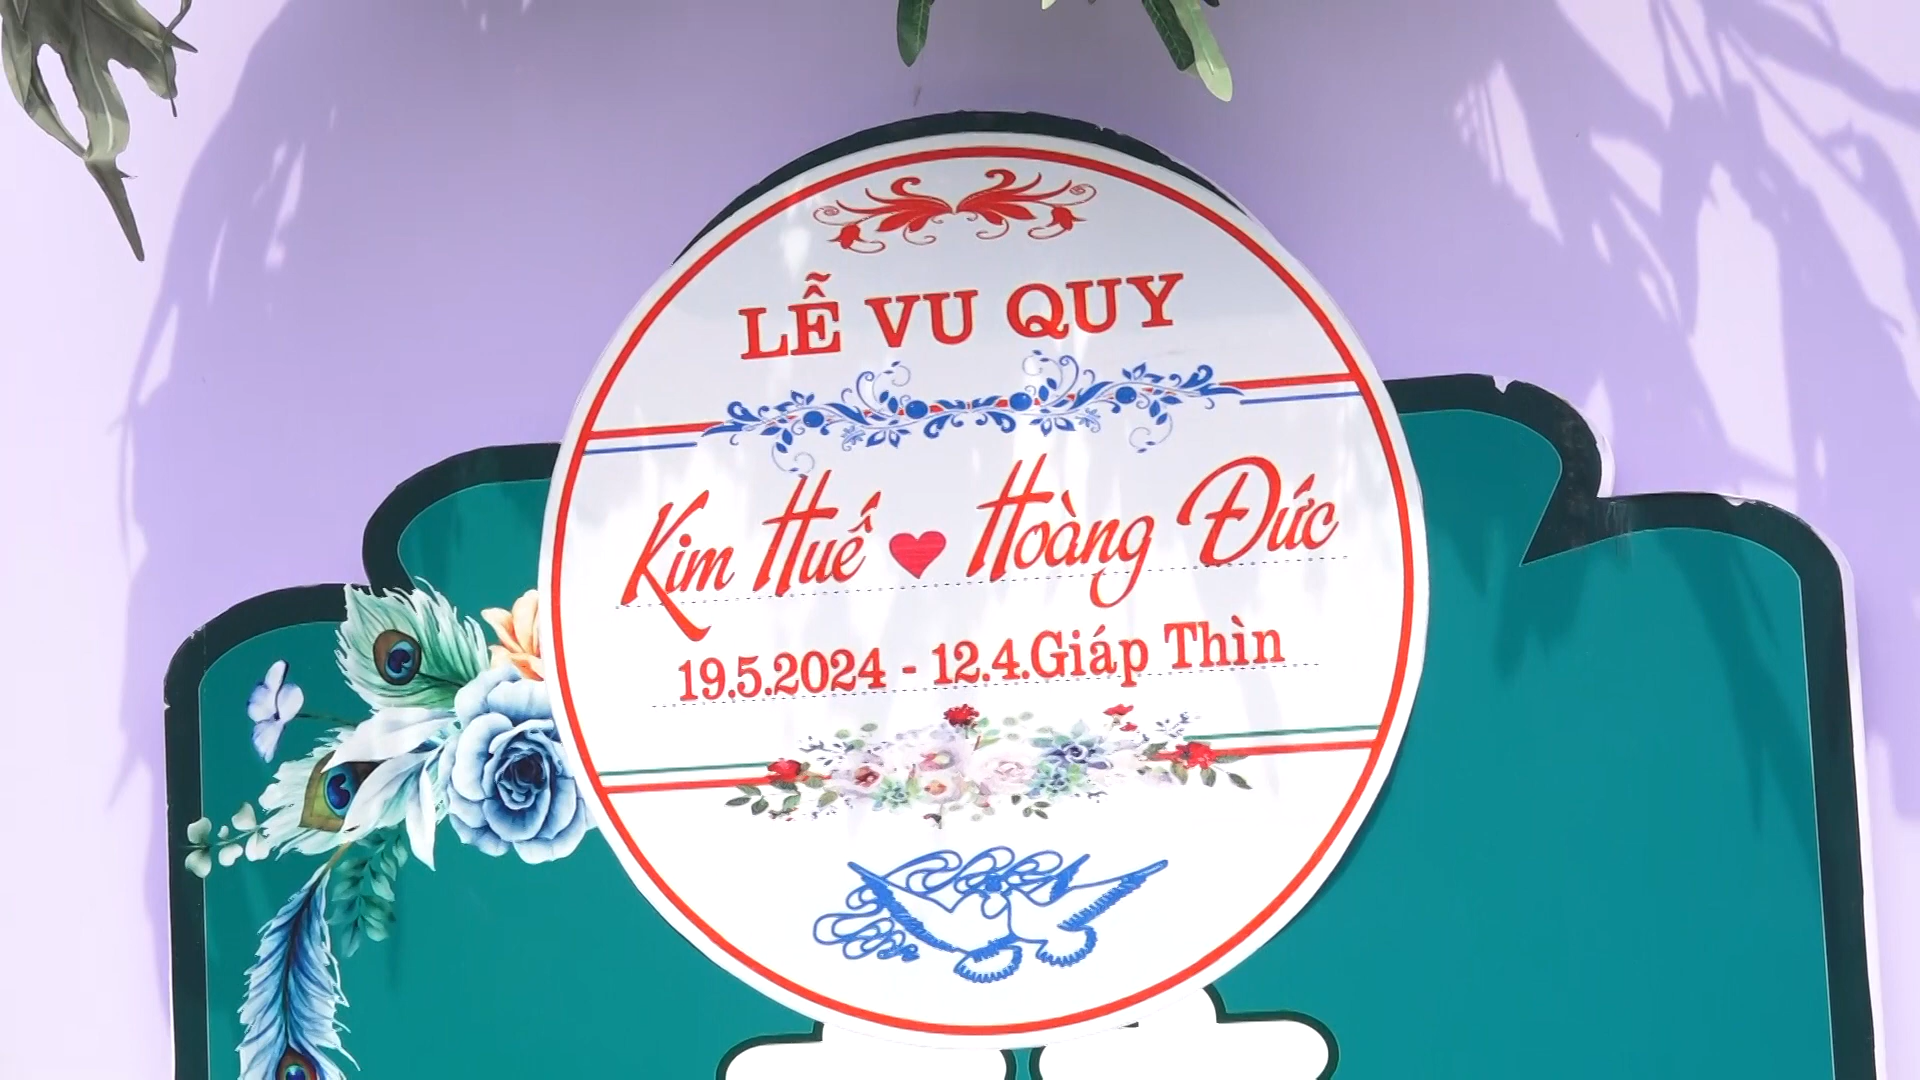 LỄ VU QUY
Kim Huế Hoàng Đức
19.5.2024 - 12.4.Giáp Thìn